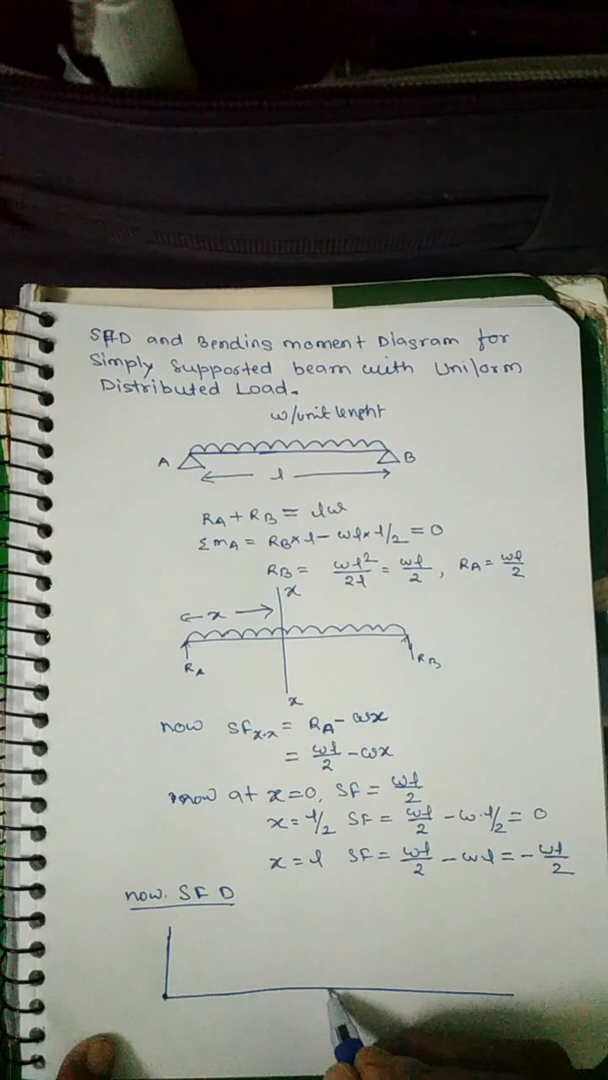 SFD and Bending moment Diagram for
Simply Supported beam with Uniform
Distributed Load.
w/unit lenght
A B
l
RA + RB = lw
ΣmA = RB × l - wl × l/2 = 0
RB = wl²/2l = wl/2, RA = wl/2
x
← x →
RA RB
x
now SFx-x = RA - wx
= wl/2 - wx
now at x=0, SF = wl/2
x = l/2 SF = wl/2 - w·l/2 = 0
x = l SF = wl/2 - wl = - wl/2
now. SFD